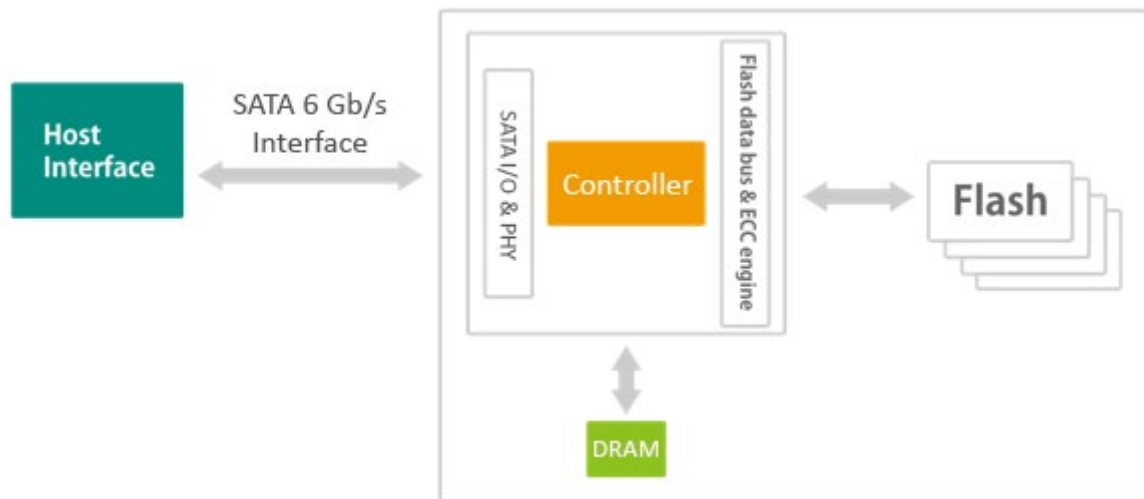 Host
Interface
SATA 6 Gb/s
Interface
SATA I/O & PHY
Controller
Flash data bus & ECC engine
Flash
DRAM